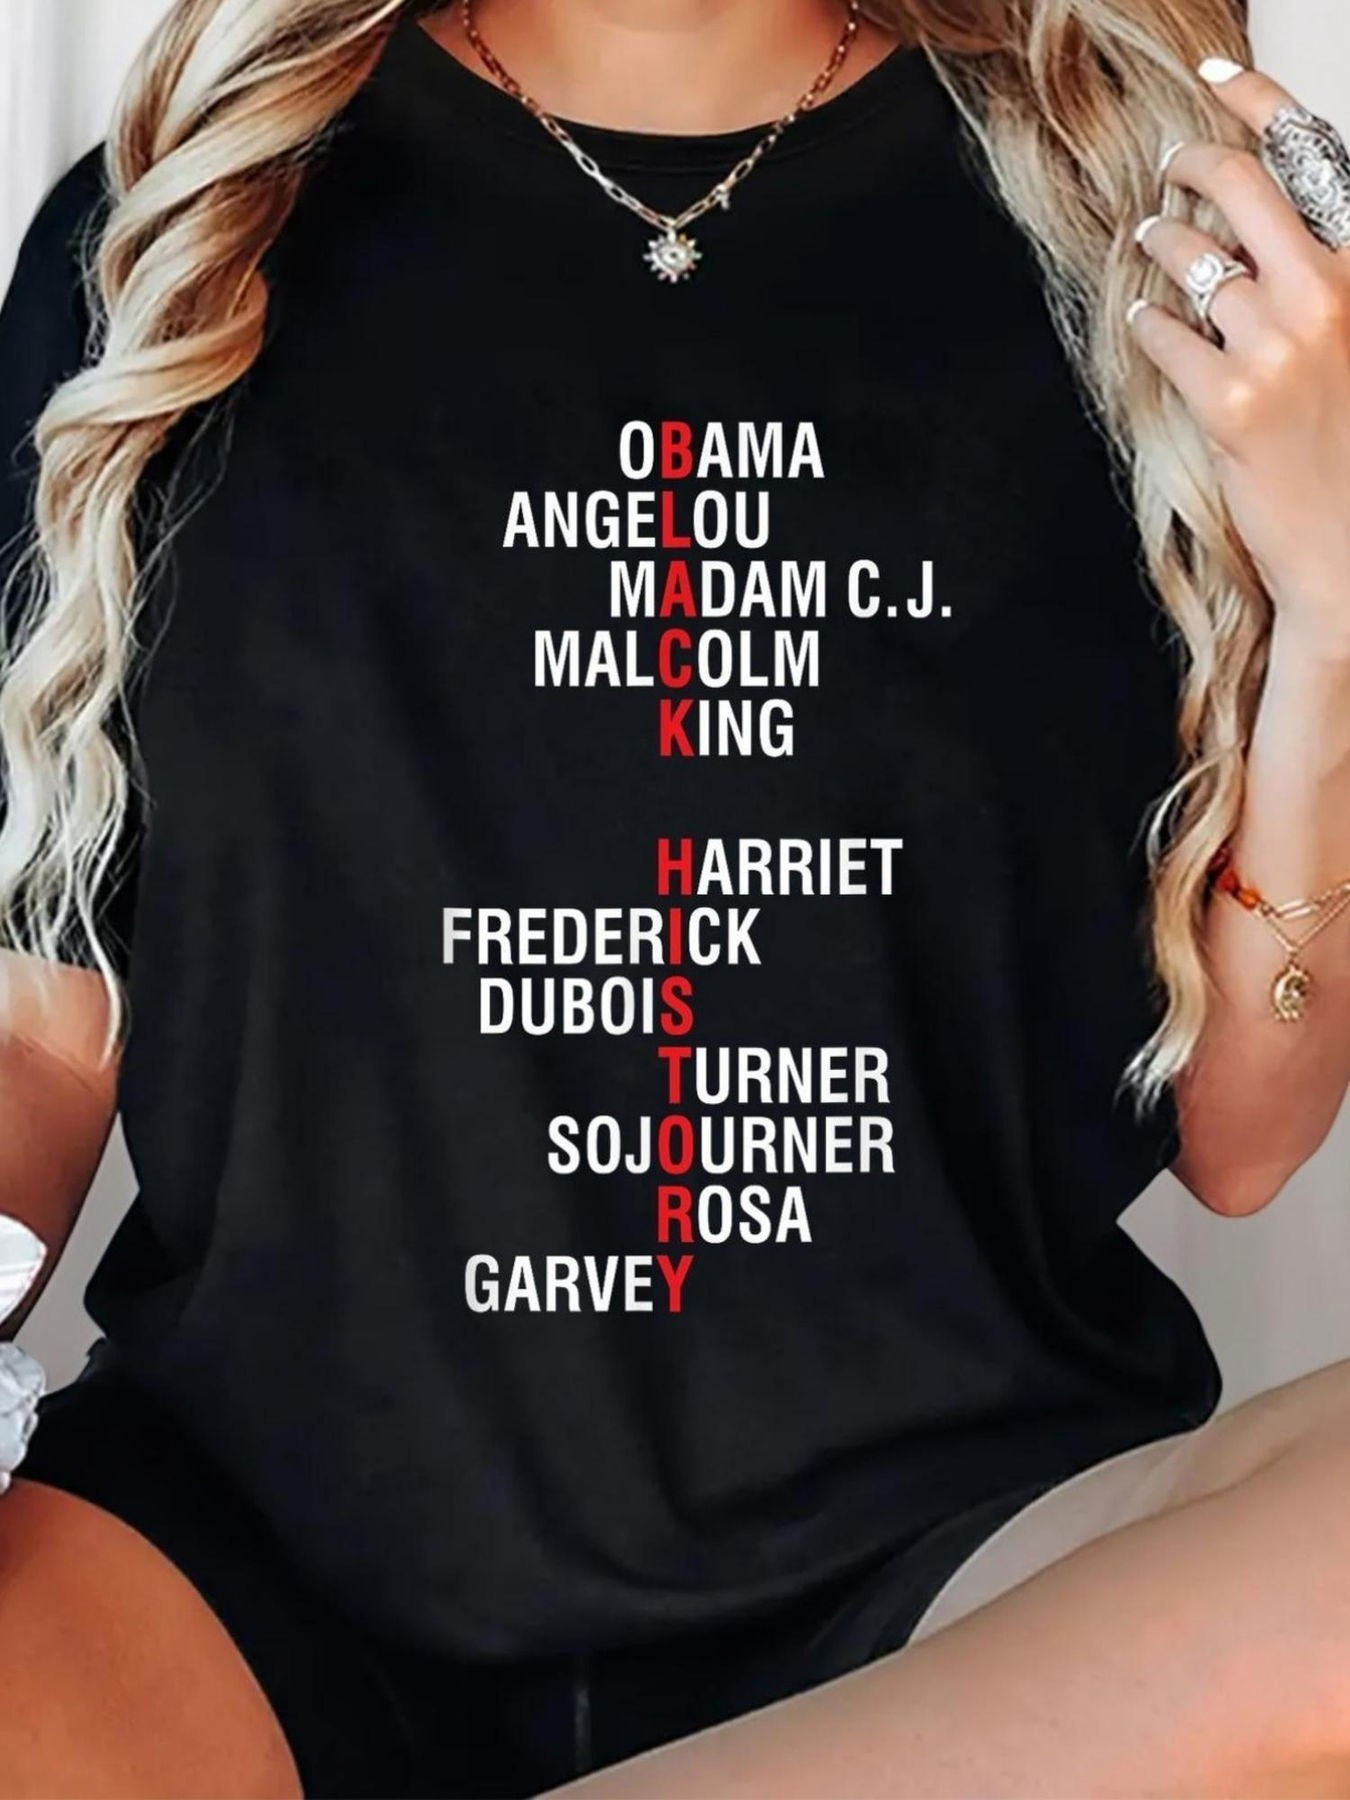 OBAMA
ANGELOU
MADAM C.J.
MALCOLM
KING
HARRIET
FREDERICK
DUBOIS
TURNER
SOJOURNER
ROSA
GARVEY